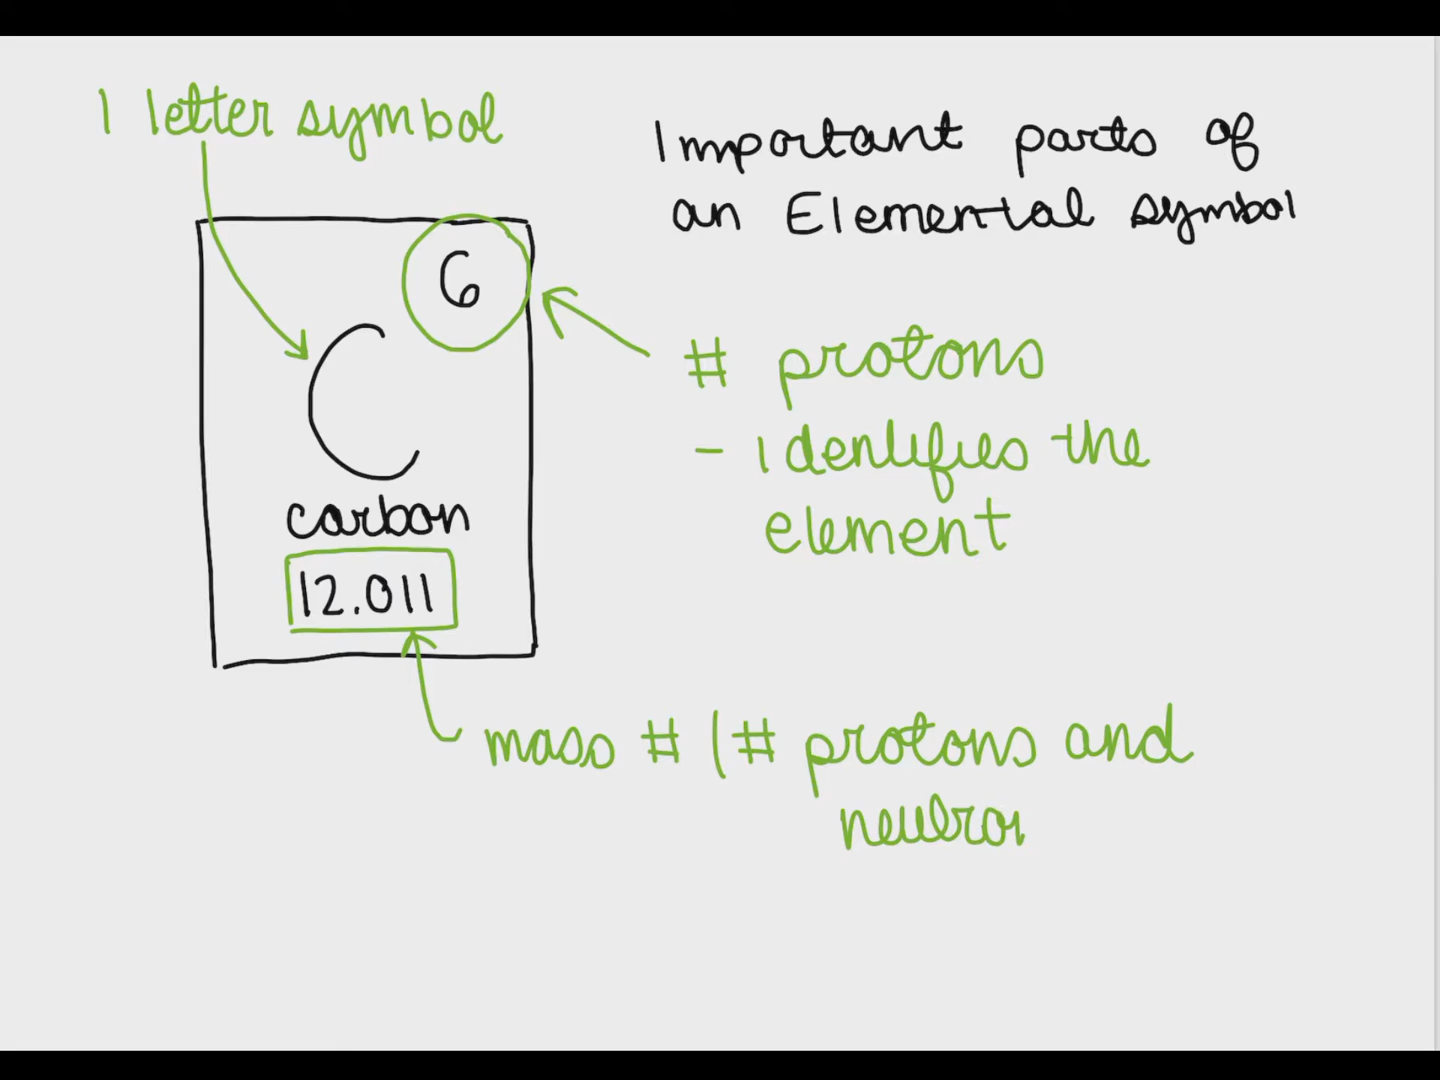 1 letter symbol
Important parts of
an Elemental symbol
6
C
carbon
12.011
# protons
- identifies the
element
mass # (# protons and
neutron